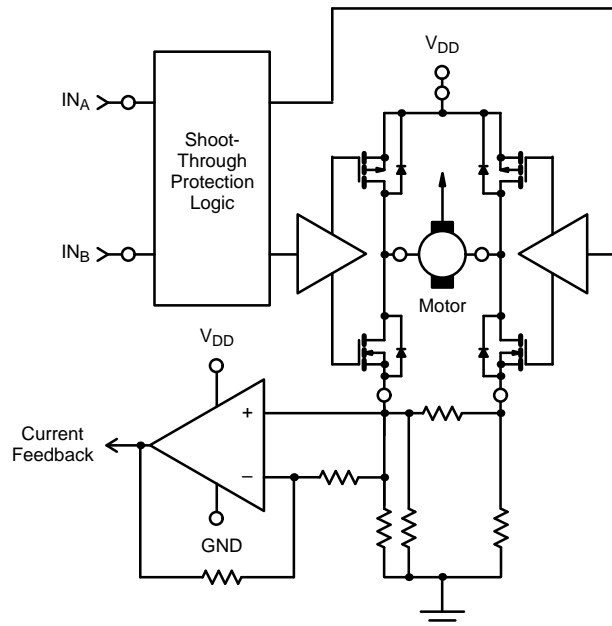 V_DD
IN_A
Shoot-
Through
Protection
Logic
IN_B
Motor
V_DD
+
Current
Feedback
–
GND